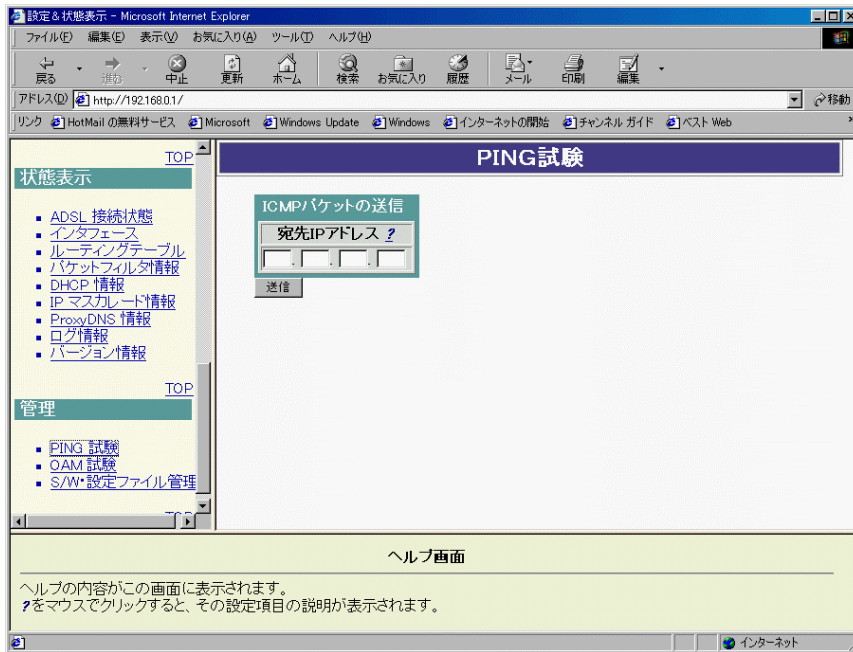 設定&状態表示 - Microsoft Internet Explorer
ファイル(F) 編集(E) 表示(V) お気に入り(A) ツール(T) ヘルプ(H)
戻る 進む 中止 更新 ホーム 検索 お気に入り 履歴 メール 印刷 編集
アドレス(D) http://192.168.0.1/ 移動
リンク HotMail の無料サービス Microsoft Windows Update Windows インターネットの開始 チャンネル ガイド ベスト Web
TOP
状態表示
ADSL 接続状態
インタフェース
ルーティングテーブル
パケットフィルタ情報
DHCP 情報
IP マスカレード情報
ProxyDNS 情報
ログ情報
バージョン情報
TOP
管理
PING 試験
OAM 試験
S/W・設定ファイル管理
PING試験
ICMPパケットの送信
宛先IPアドレス ?
. . .
送信
ヘルプ画面
ヘルプの内容がこの画面に表示されます。
?をマウスでクリックすると、その設定項目の説明が表示されます。
インターネット